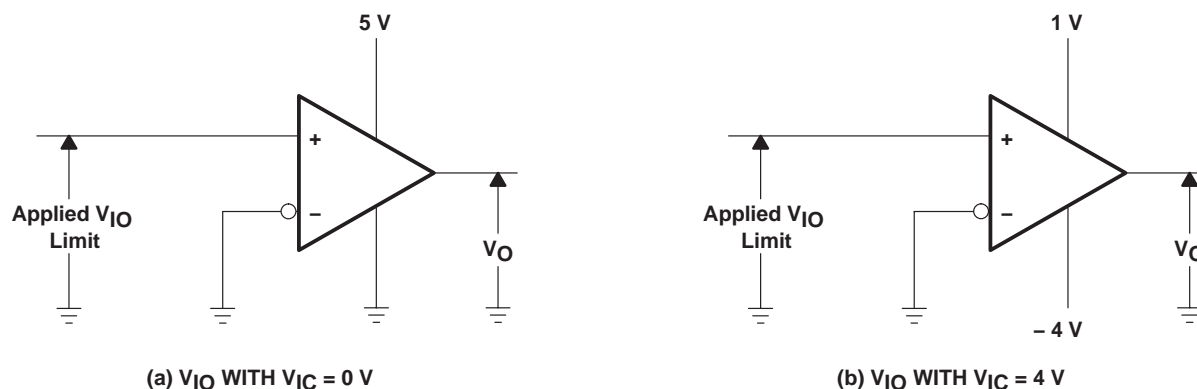 5 V
+
−
Applied VIO
Limit
VO
(a) VIO WITH VIC = 0 V
1 V
+
−
Applied VIO
Limit
VO
− 4 V
(b) VIO WITH VIC = 4 V